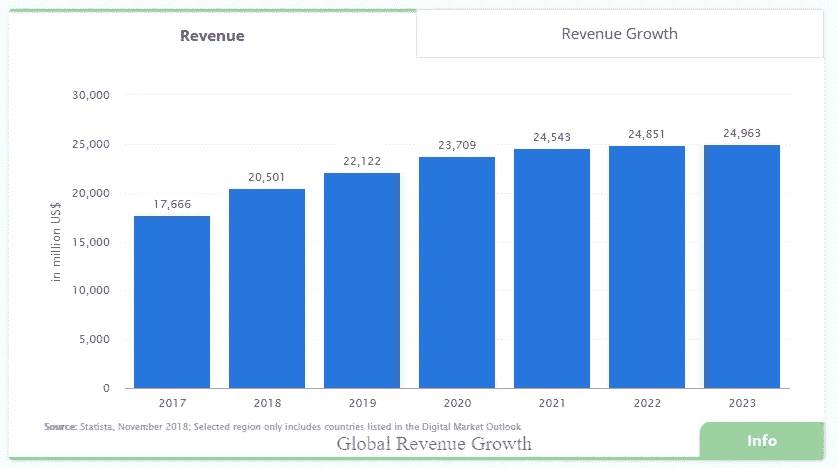 Revenue
Revenue Growth
30,000
25,000
20,000
15,000
10,000
5,000
0
in million US$
17,666
20,501
22,122
23,709
24,543
24,851
24,963
2017 2018 2019 2020 2021 2022 2023
Source: Statista, November 2018; Selected region only includes countries listed in the Digital Market Outlook
Global Revenue Growth
Info